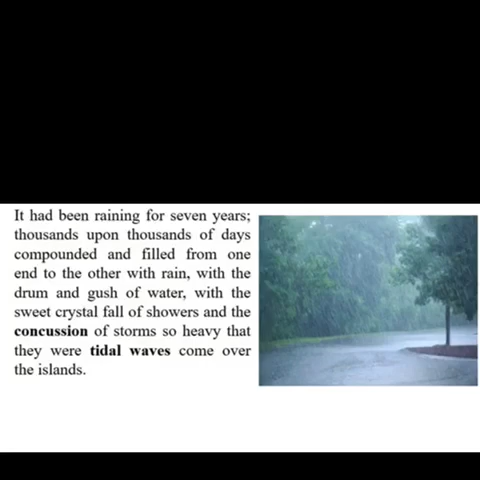 It had been raining for seven years;
thousands upon thousands of days
compounded and filled from one
end to the other with rain, with the
drum and gush of water, with the
sweet crystal fall of showers and the
concussion of storms so heavy that
they were tidal waves come over
the islands.